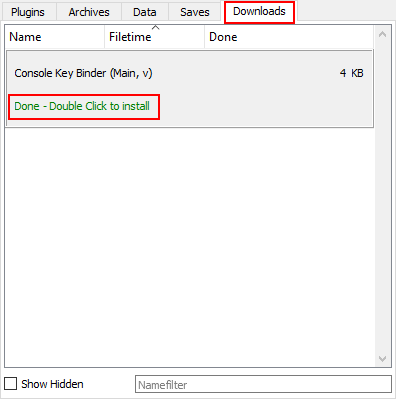 Plugins Archives Data Saves Downloads
Name Filetime Done
Console Key Binder (Main, v) 4 KB
Done - Double Click to install
Show Hidden Namefilter